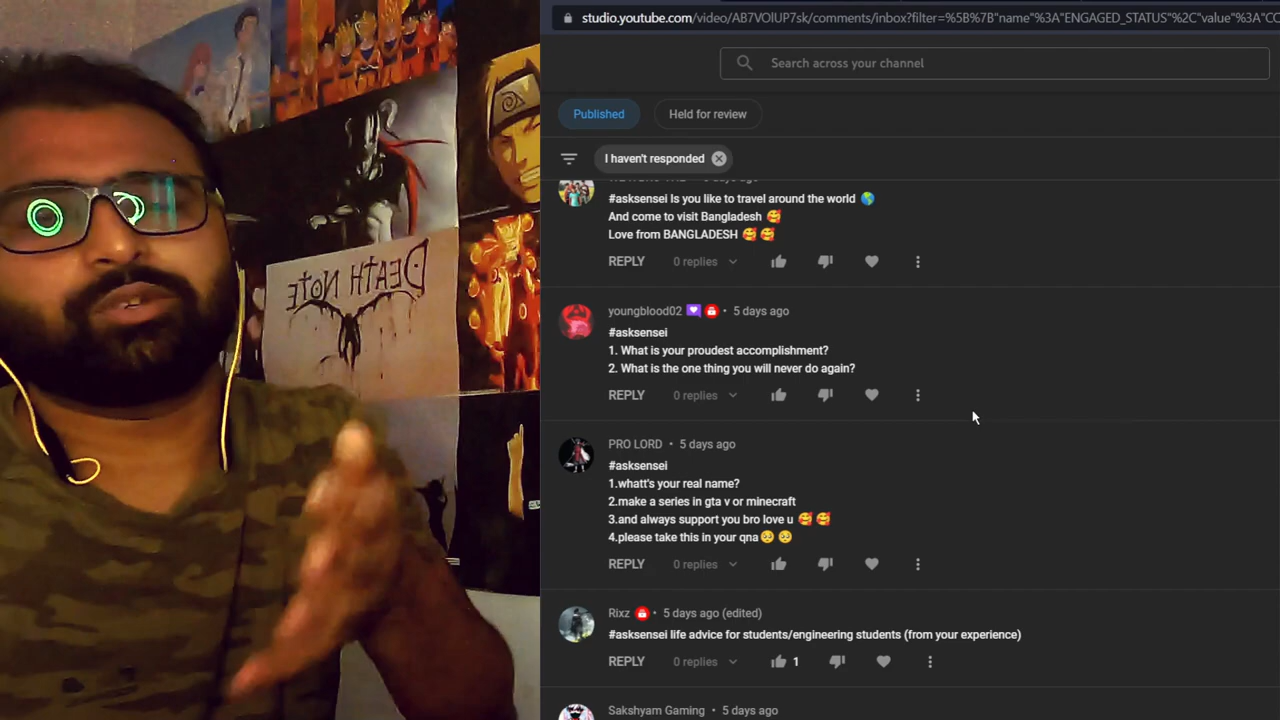 studio.youtube.com/video/AB7VOlUP7sk/comments/inbox?filter=%5B%7B"name"%3A"ENGAGED_STATUS"%2C"value"%3A"CO
Search across your channel
Published
Held for review
I haven't responded
#asksensei Is you like to travel around the world 🌎
And come to visit Bangladesh 🥰
Love from BANGLADESH 🥰 🥰
REPLY 0 replies
youngblood02 • 5 days ago
#asksensei
1. What is your proudest accomplishment?
2. What is the one thing you will never do again?
REPLY 0 replies
PRO LORD • 5 days ago
#asksensei
1.whatt's your real name?
2.make a series in gta v or minecraft
3.and always support you bro love u 🥰 🥰
4.please take this in your qna🥺 🥺
REPLY 0 replies
Rixz • 5 days ago (edited)
#asksensei life advice for students/engineering students (from your experience)
REPLY 0 replies 1
Sakshyam Gaming • 5 days ago
DEATH NOTE